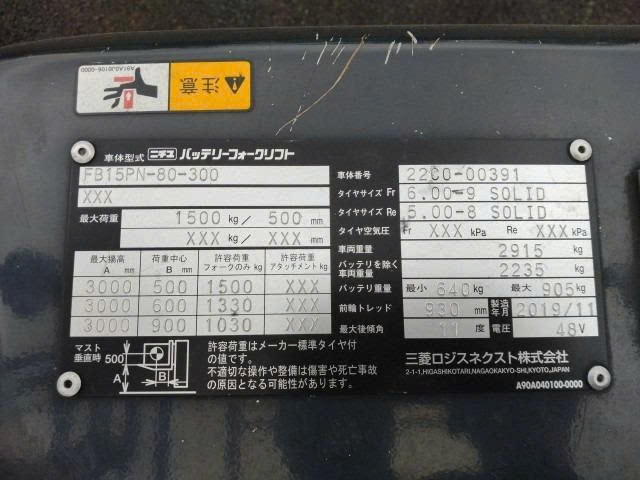 注意
A91A0J0106-0000
車体型式 ニチユ バッテリーフォークリフト
FB15PN-80-300
XXX
最大荷重 1500 kg/ 500 mm
XXX kg/ XXX mm
最大揚高 A mm 荷重中心 B mm 許容荷重 フォークのみ kg 許容荷重 アタッチメント kg
3000 500 1500 XXX
3000 600 1330 XXX
3000 900 1030 XXX
マスト垂直時 500 A B
許容荷重はメーカー標準タイヤ付
の値です。
不適切な操作や整備は傷害や死亡事故
の原因となる可能性があります。
車体番号 22C0-00391
タイヤサイズ Fr 6.00-9 SOLID
タイヤサイズ Re 5.00-8 SOLID
タイヤ空気圧 Fr XXX kPa Re XXX kPa
車両重量 2915 kg
バッテリを除く車両重量 2235 kg
バッテリ重量 最小 640 kg 最大 905 kg
前輪トレッド 930 mm 製造年月 2019/11
最大後傾角 11 度 電圧 48V
三菱ロジスネクスト株式会社
2-1-1,HIGASHIKOTARI,NAGAOKAKYO-SHI,KYOTO,JAPAN
A90A040100-0000